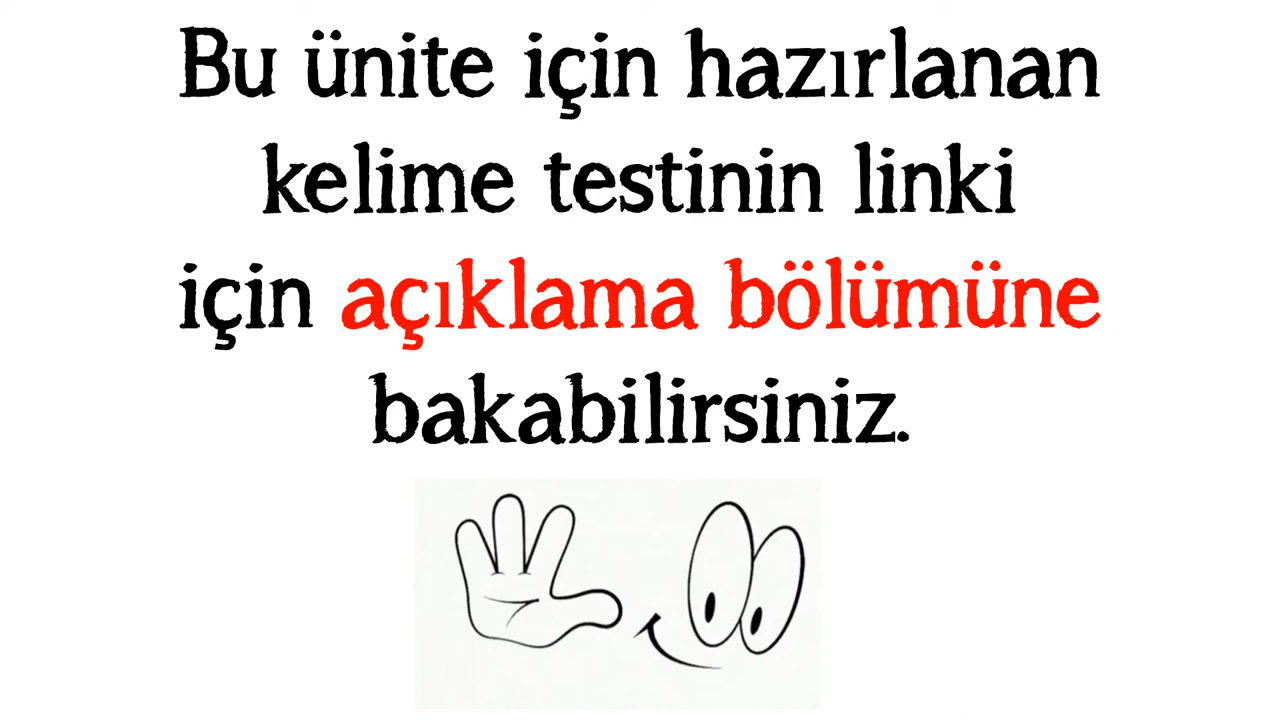 Bu ünite için hazırlanan
kelime testinin linki
için açıklama bölümüne
bakabilirsiniz.